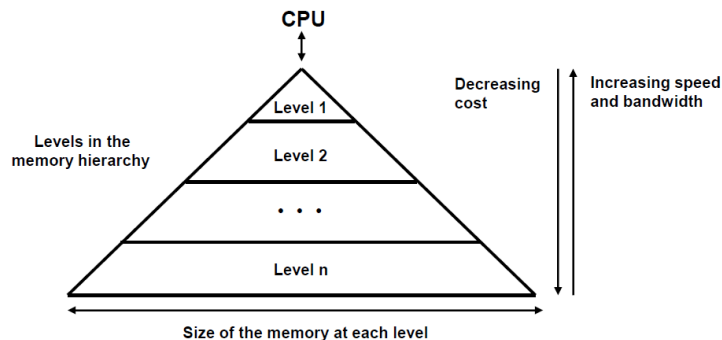 CPU
Decreasing
cost
Increasing speed
and bandwidth
Level 1
Levels in the
memory hierarchy
Level 2
• • •
Level n
Size of the memory at each level